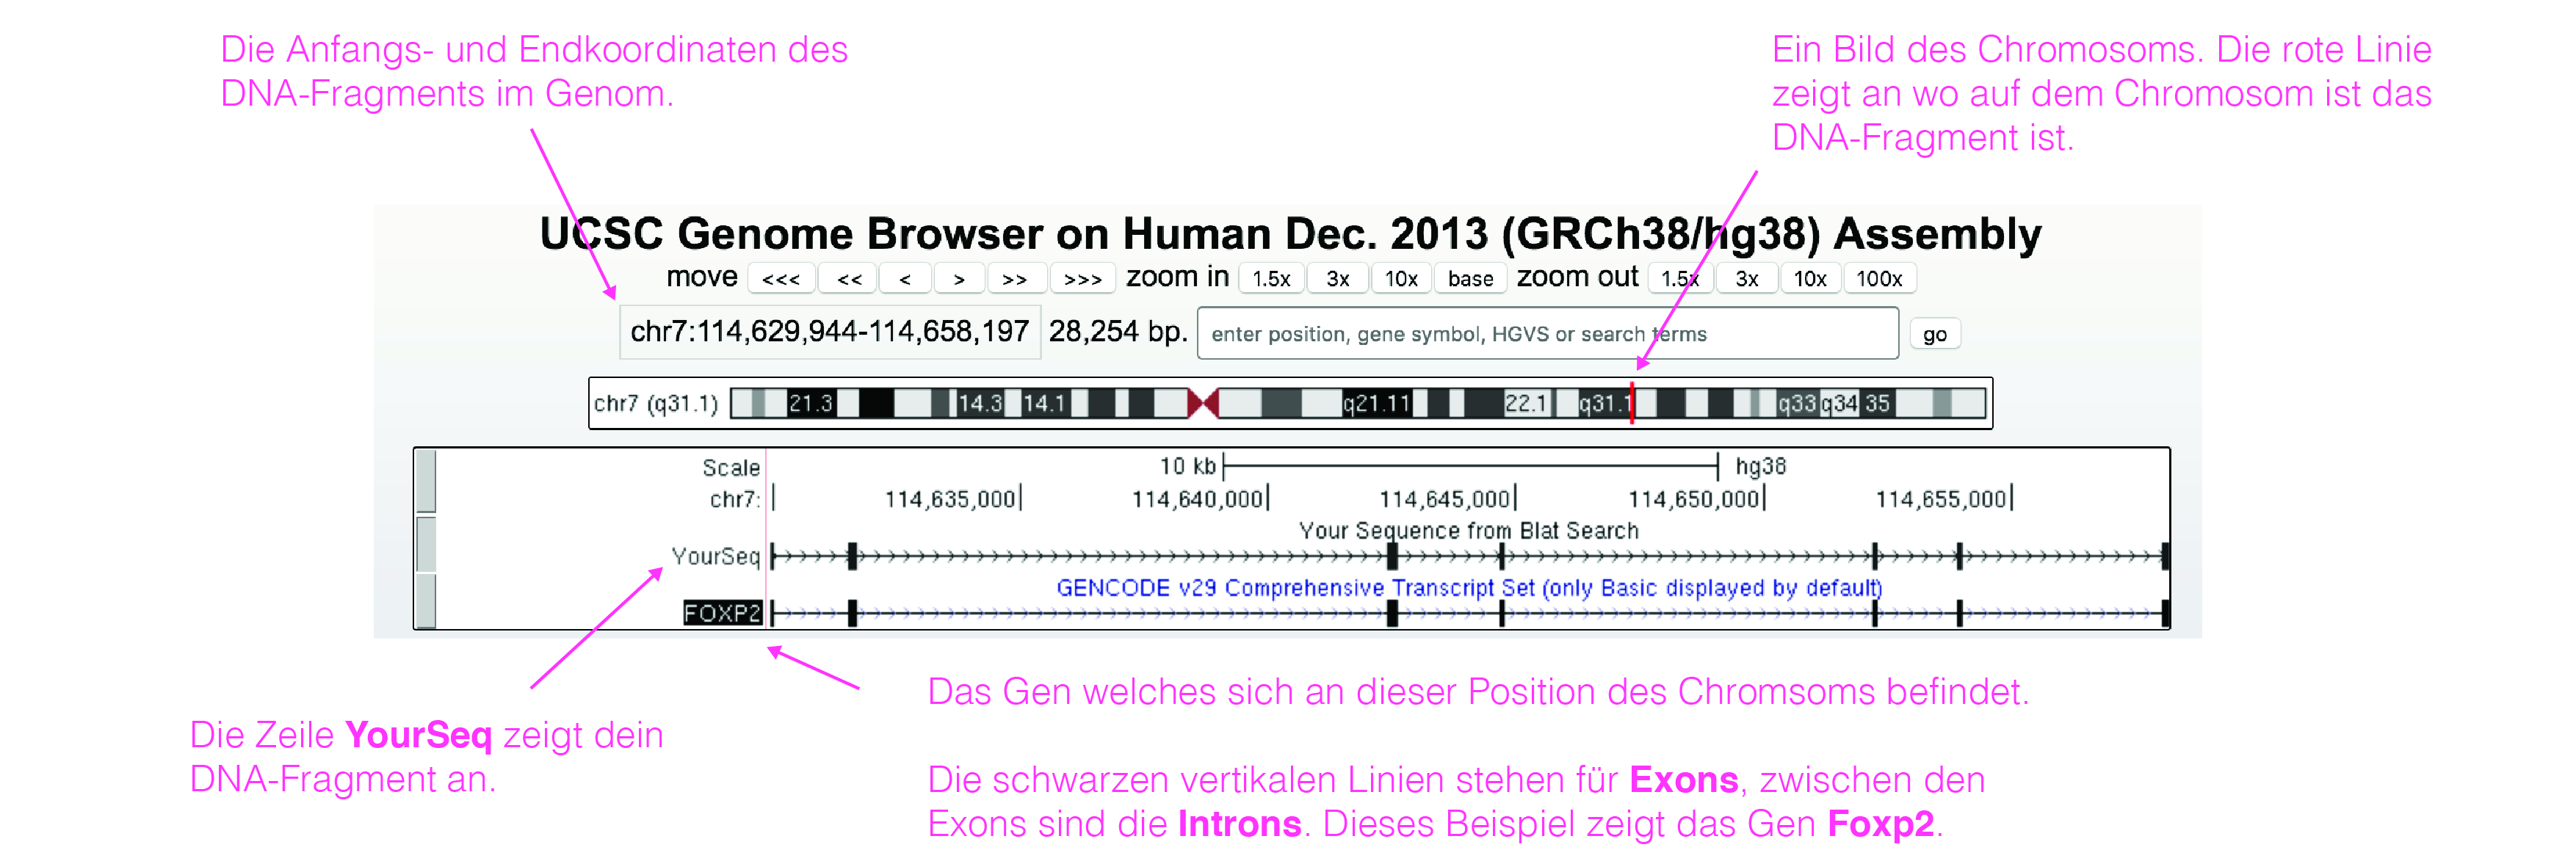 Die Anfangs- und Endkoordinaten des
DNA-Fragments im Genom.
Ein Bild des Chromosoms. Die rote Linie
zeigt an wo auf dem Chromosom ist das
DNA-Fragment ist.
UCSC Genome Browser on Human Dec. 2013 (GRCh38/hg38) Assembly
move <<< << < > >> >>> zoom in 1.5x 3x 10x base zoom out 1.5x 3x 10x 100x
chr7:114,629,944-114,658,197 28,254 bp. enter position, gene symbol, HGVS or search terms go
chr7 (q31.1) 21.3 14.3 14.1 q21.11 22.1 q31.1 q33 q34 35
Scale 10 kb hg38
chr7: 114,635,000 114,640,000 114,645,000 114,650,000 114,655,000
Your Sequence from Blat Search
YourSeq
GENCODE v29 Comprehensive Transcript Set (only Basic displayed by default)
FOXP2
Die Zeile YourSeq zeigt dein
DNA-Fragment an.
Das Gen welches sich an dieser Position des Chromsoms befindet.
Die schwarzen vertikalen Linien stehen für Exons, zwischen den
Exons sind die Introns. Dieses Beispiel zeigt das Gen Foxp2.